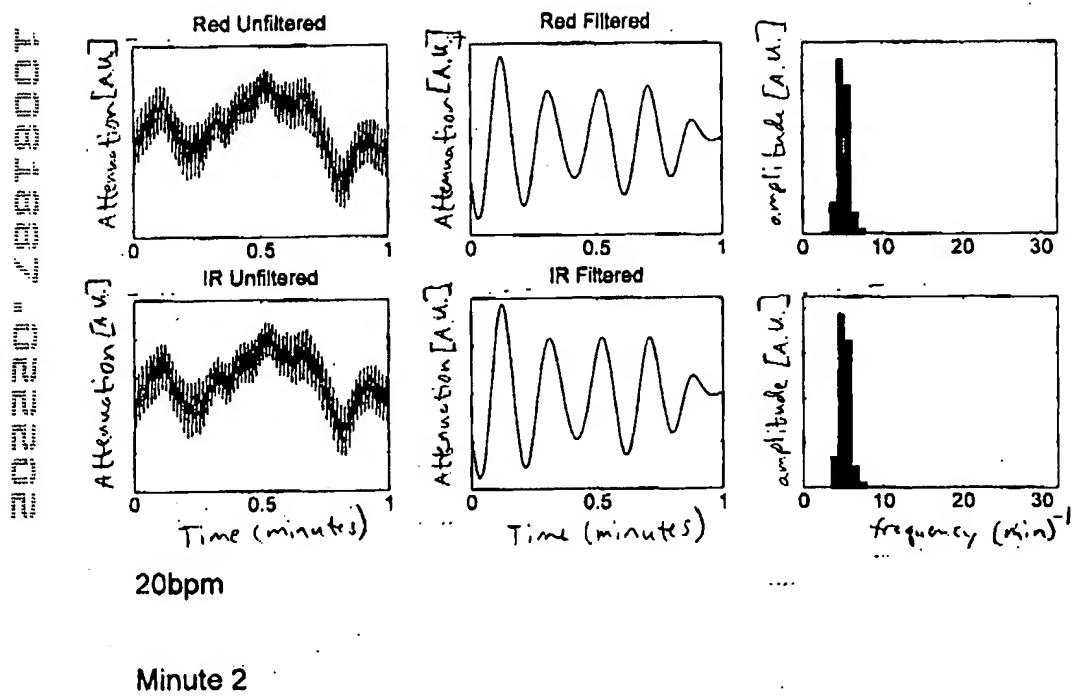 10081887 . 022202
Red Unfiltered
Attenuation [A.U.]
0 0.5 1
Red Filtered
Attenuation [A.U.]
0 0.5 1
amplitude [A.U.]
0 10 20 30
IR Unfiltered
Attenuation [A.U.]
0 0.5 1
Time (minutes)
IR Filtered
Attenuation [A.U.]
0 0.5 1
Time (minutes)
amplitude [A.U.]
0 10 20 30
frequency (min)⁻¹
20bpm
Minute 2